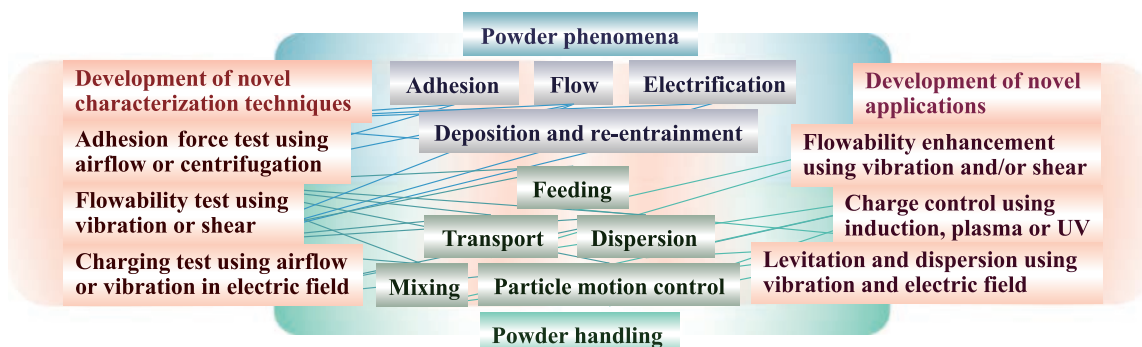 Powder phenomena
Development of novel
characterization techniques
Adhesion force test using
airflow or centrifugation
Flowability test using
vibration or shear
Charging test using airflow
or vibration in electric field
Adhesion
Flow
Electrification
Deposition and re-entrainment
Feeding
Transport
Dispersion
Mixing
Particle motion control
Development of novel
applications
Flowability enhancement
using vibration and/or shear
Charge control using
induction, plasma or UV
Levitation and dispersion using
vibration and electric field
Powder handling